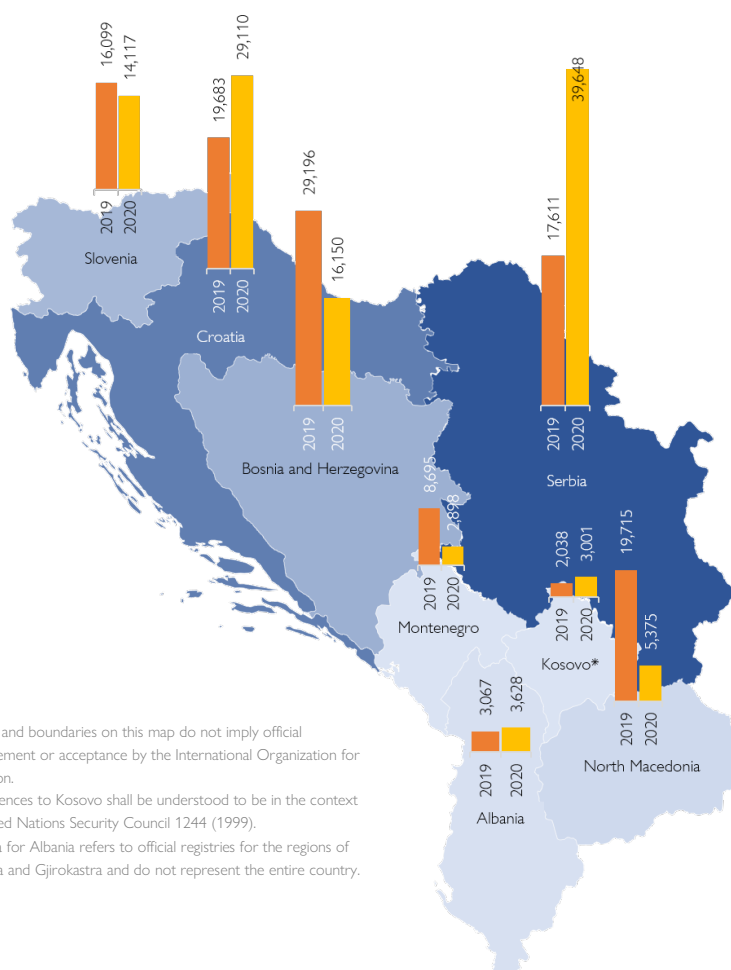 16,099
14,117
2019
2020
Slovenia
19,683
29,110
2019
2020
Croatia
29,196
16,150
2019
2020
Bosnia and Herzegovina
17,611
39,648
2019
2020
Serbia
8,695
2,898
2019
2020
Montenegro
2,038
3,001
2019
2020
Kosovo*
19,715
5,375
2019
2020
North Macedonia
3,067
3,628
2019
2020
Albania
and boundaries on this map do not imply official
ement or acceptance by the International Organization for
on.
ences to Kosovo shall be understood to be in the context
ed Nations Security Council 1244 (1999).
a for Albania refers to official registries for the regions of
a and Gjirokastra and do not represent the entire country.